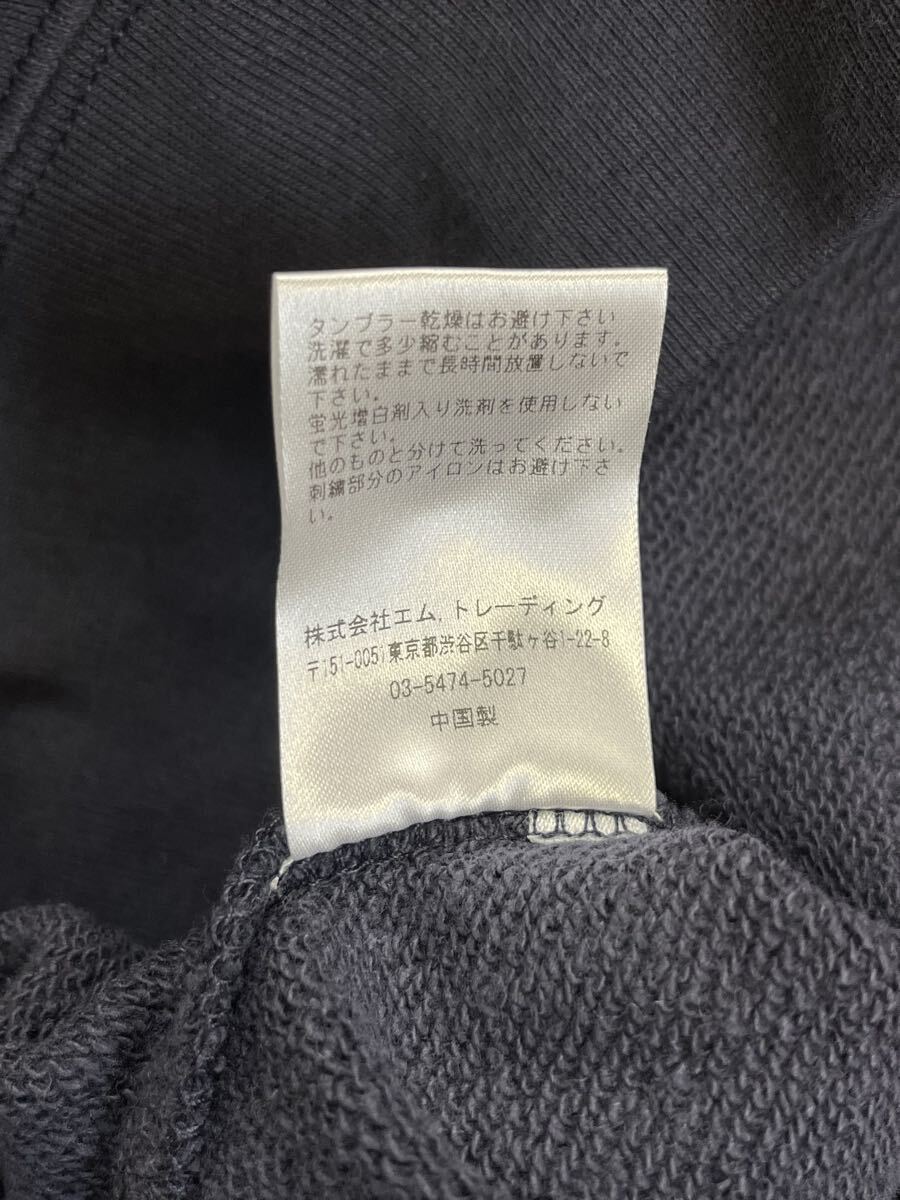 タンブラー乾燥はお避け下さい
洗濯で多少縮むことがあります。
濡れたままで長時間放置しないで
下さい。
蛍光増白剤入り洗剤を使用しない
で下さい。
他のものと分けて洗ってください。
刺繍部分のアイロンはお避け下さ
い。
株式会社エム.トレーディング
〒151-0051東京都渋谷区千駄ヶ谷1-22-8
03-5474-5027
中国製